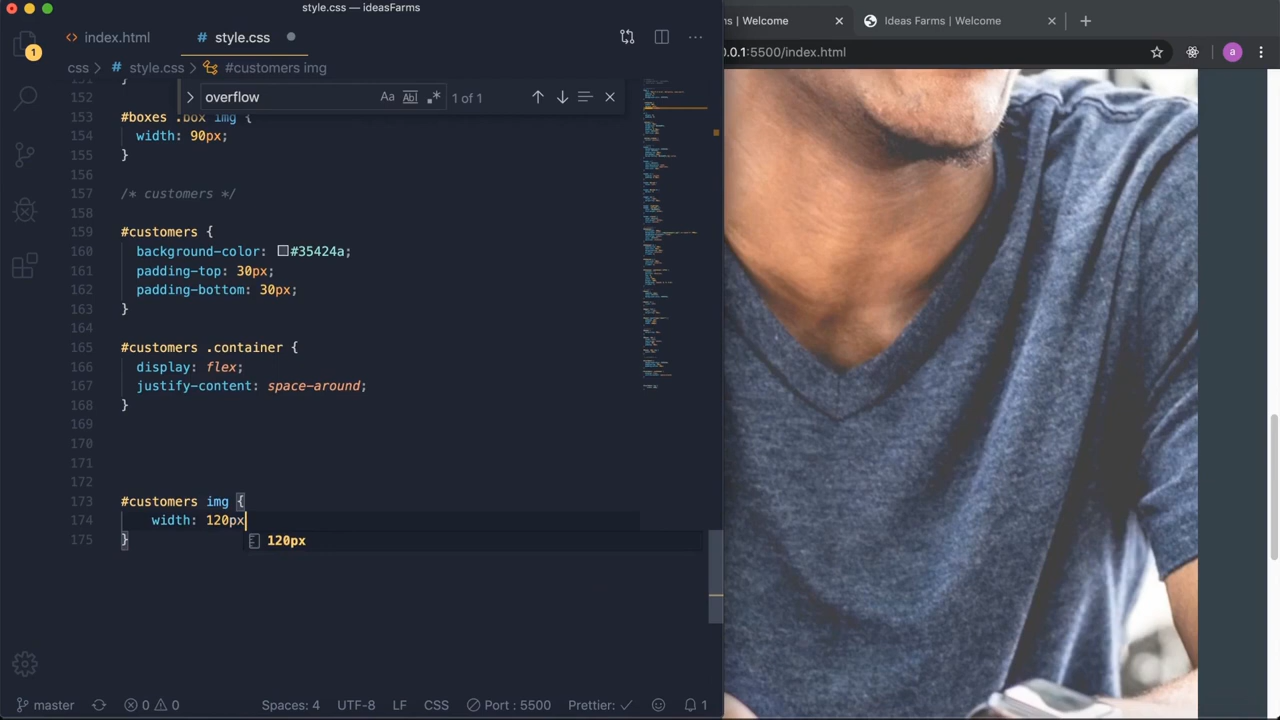 style.css — ideasFarms
index.html
style.css
css > style.css > #customers img
1
overflow
Aa
Abl
.*
1 of 1
152
153 #boxes .box img {
154 width: 90px;
155 }
156
157 /* customers */
158
159 #customers {
160 background-color: #35424a;
161 padding-top: 30px;
162 padding-bottom: 30px;
163 }
164
165 #customers .container {
166 display: flex;
167 justify-content: space-around;
168 }
169
170
171
172
173 #customers img {
174 width: 120px
175 }
120px
master
0
0
Spaces: 4
UTF-8
LF
CSS
Port : 5500
Prettier: ✓
1
| Welcome
Ideas Farms | Welcome
.0.1:5500/index.html
a